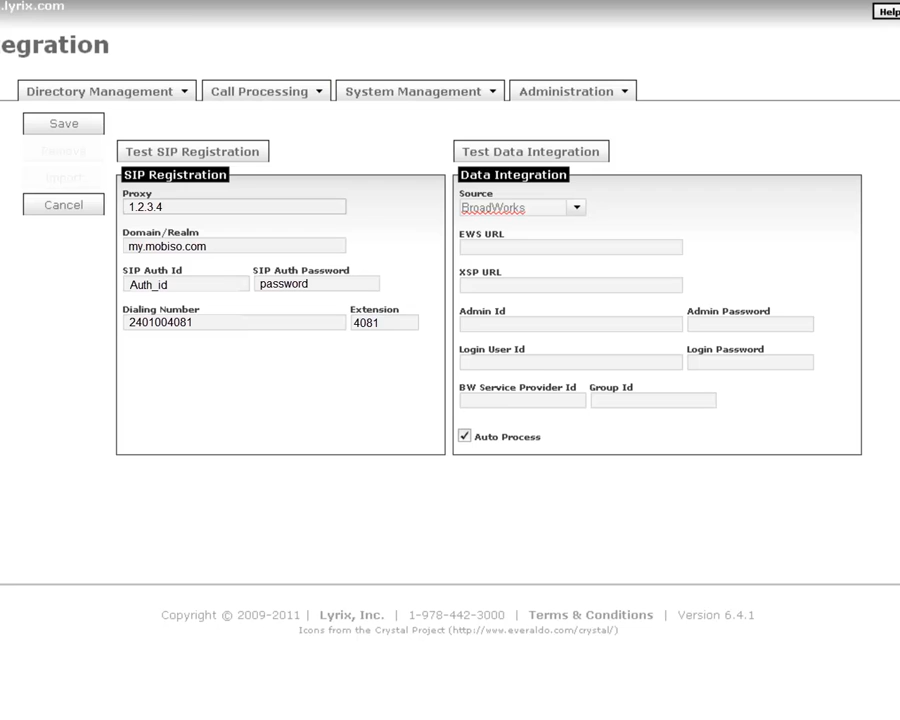 .lyrix.com
Help
egration
Directory Management
Call Processing
System Management
Administration
Save
Remove
Import
Cancel
Test SIP Registration
SIP Registration
Proxy
1.2.3.4
Domain/Realm
my.mobiso.com
SIP Auth Id SIP Auth Password
Auth_id password
Dialing Number Extension
2401004081 4081
Test Data Integration
Data Integration
Source
BroadWorks
EWS URL
XSP URL
Admin Id Admin Password
Login User Id Login Password
BW Service Provider Id Group Id
Auto Process
Copyright © 2009-2011 | Lyrix, Inc. | 1-978-442-3000 | Terms & Conditions | Version 6.4.1
Icons from the Crystal Project (http://www.everaldo.com/crystal/)